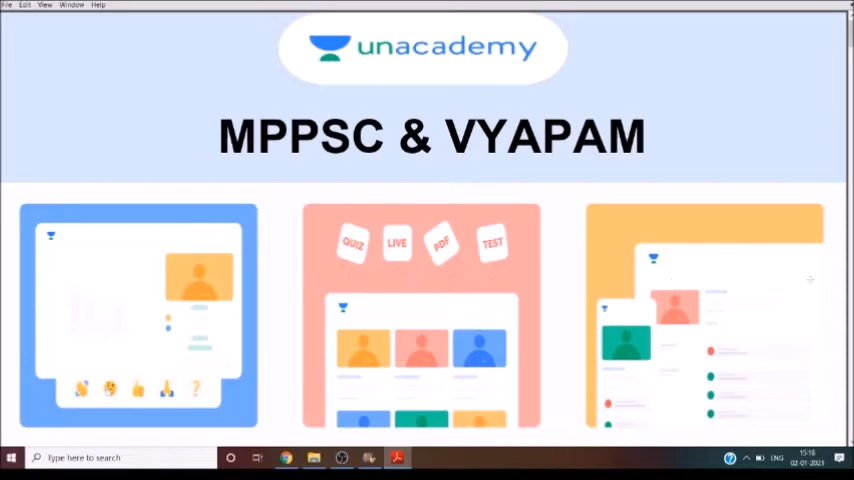 File Edit View Window Help
unacademy
MPPSC & VYAPAM
QUIZ LIVE PDF TEST
Type here to search
ENG
15:18
02-01-2023